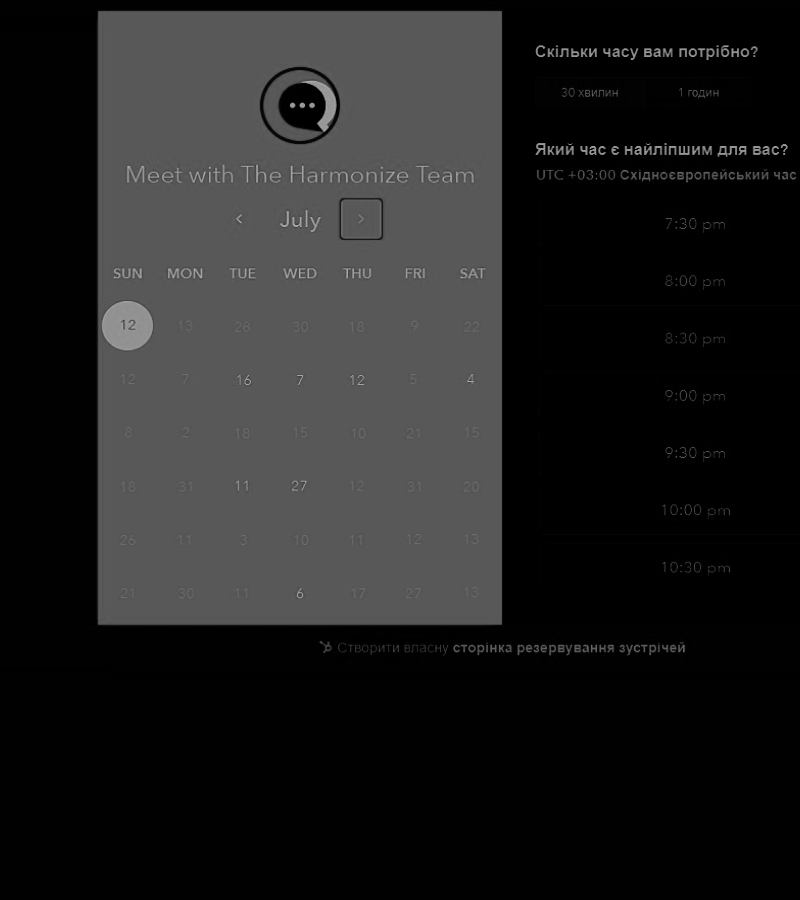 Meet with The Harmonize Team
July
SUN MON TUE WED THU FRI SAT
12 13 28 30 18 9 22
12 7 16 7 12 5 4
8 2 18 15 10 21 15
18 31 11 27 12 31 20
26 11 3 10 11 12 13
21 30 11 6 17 27 13
Скільки часу вам потрібно?
30 хвилин 1 годин
Який час є найліпшим для вас?
UTC +03:00 Східноєвропейський час
7:30 pm
8:00 pm
8:30 pm
9:00 pm
9:30 pm
10:00 pm
10:30 pm
Створити власну сторінка резервування зустрічей